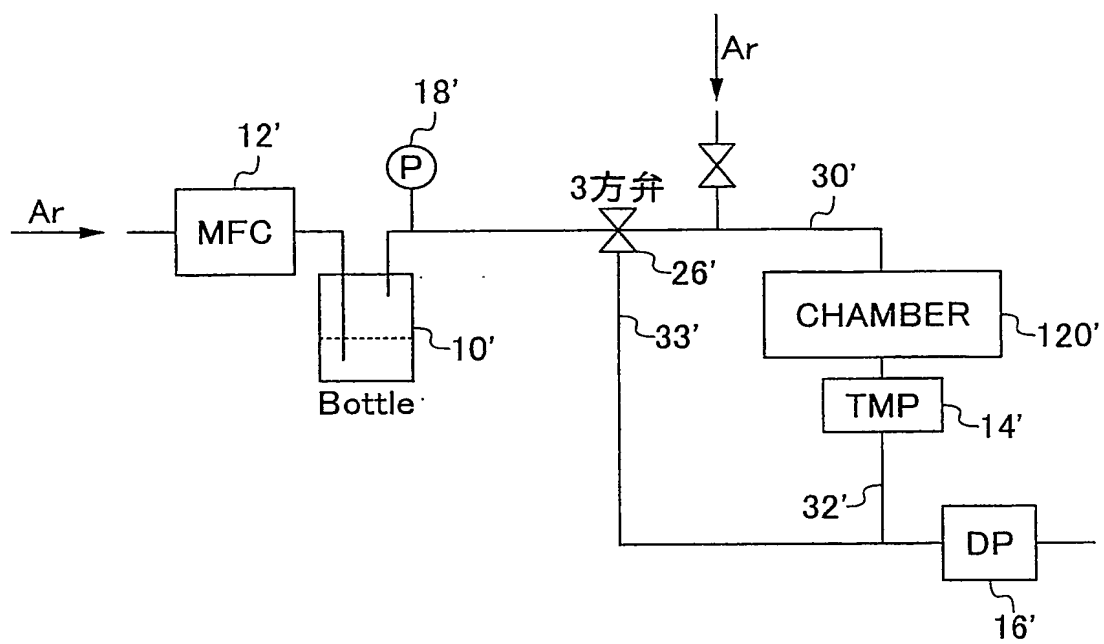 Ar
18'
12'
P
3方弁
30'
Ar
MFC
26'
CHAMBER
10'
33'
120'
Bottle
TMP
14'
32'
DP
16'